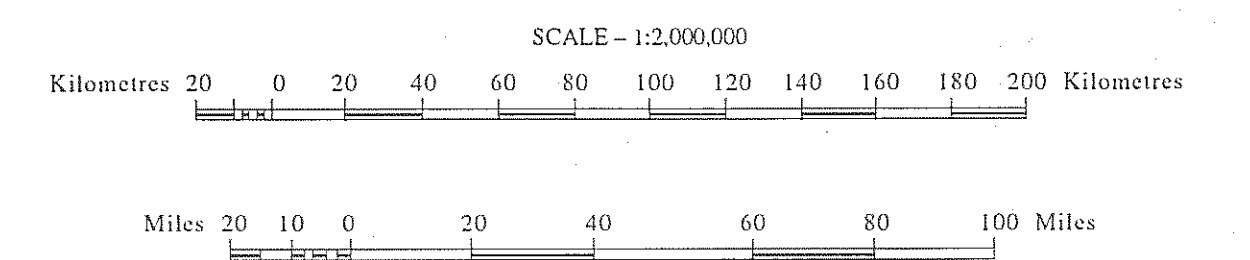 SCALE – 1:2,000,000
Kilometres 20 0 20 40 60 80 100 120 140 160 180 200 Kilometres
Miles 20 10 0 20 40 60 80 100 Miles